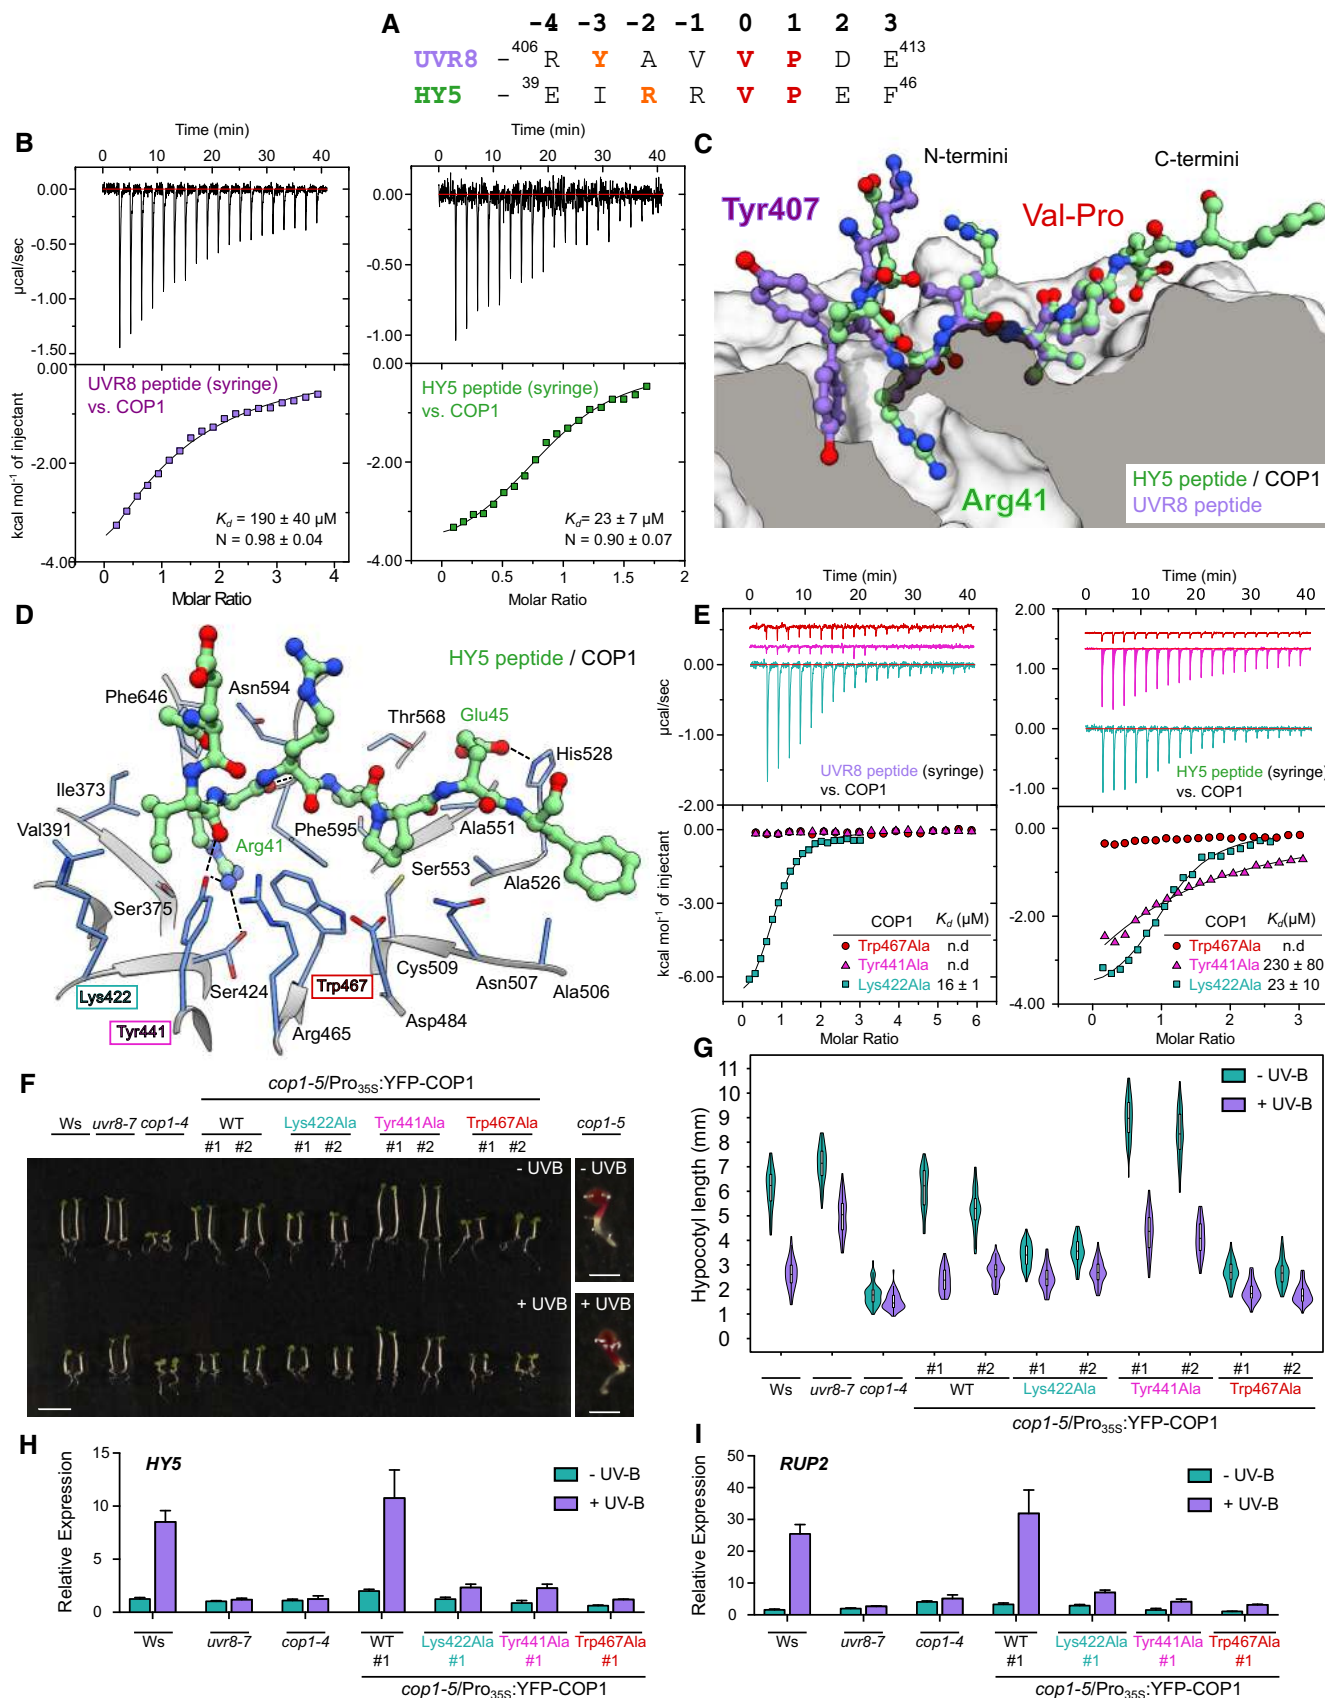 A
-4 -3 -2 -1 0 1 2 3
UVR8 - 406 R Y A V V P D E 413
HY5 - 39 E I R R V P E F 46
B
Time (min)
0 10 20 30 40
0.00
-0.50
-1.00
-1.50
µcal/sec
0.00
-2.00
-4.00
kcal mol⁻¹ of injectant
UVR8 peptide (syringe)
vs. COP1
Kd = 190 ± 40 µM
N = 0.98 ± 0.04
0 1 2 3 4
Molar Ratio
Time (min)
0 10 20 30 40
0.00
-0.50
-1.00
0.00
-2.00
-4.00
HY5 peptide (syringe)
vs. COP1
Kd = 23 ± 7 µM
N = 0.90 ± 0.07
0 0.5 1 1.5 2
Molar Ratio
C
N-termini
C-termini
Tyr407
Val-Pro
Arg41
HY5 peptide / COP1
UVR8 peptide
D
HY5 peptide / COP1
Phe646
Asn594
Thr568
Glu45
His528
Ile373
Val391
Arg41
Phe595
Ala551
Ser553
Ala526
Ser375
Lys422
Ser424
Trp467
Cys509
Asn507
Ala506
Tyr441
Arg465
Asp484
E
Time (min)
0 10 20 30 40
0.00
-1.00
-2.00
µcal/sec
UVR8 peptide (syringe)
vs. COP1
0.00
-3.00
-6.00
kcal mol⁻¹ of injectant
COP1 Kd (µM)
Trp467Ala n.d
Tyr441Ala n.d
Lys422Ala 16 ± 1
0 1 2 3 4 5 6
Molar Ratio
Time (min)
0 10 20 30 40
2.00
1.00
0.00
-1.00
HY5 peptide (syringe)
vs. COP1
0.00
-2.00
-4.00
COP1 Kd(µM)
Trp467Ala n.d
Tyr441Ala 230 ± 80
Lys422Ala 23 ± 10
0 1 2 3
Molar Ratio
F
cop1-5/Pro35S:YFP-COP1
Ws uvr8-7 cop1-4 WT Lys422Ala Tyr441Ala Trp467Ala cop1-5
#1 #2 #1 #2 #1 #2 #1 #2
- UVB
- UVB
+ UVB
+ UVB
G
- UV-B
+ UV-B
Hypocotyl length (mm)
11
10
9
8
7
6
5
4
3
2
1
0
#1 #2 #1 #2 #1 #2 #1 #2
Ws uvr8-7 cop1-4 WT Lys422Ala Tyr441Ala Trp467Ala
cop1-5/Pro35S:YFP-COP1
H
HY5
- UV-B
+ UV-B
Relative Expression
15
10
5
0
Ws uvr8-7 cop1-4 WT Lys422Ala Tyr441Ala Trp467Ala
#1 #1 #1 #1
cop1-5/Pro35S:YFP-COP1
I
RUP2
- UV-B
+ UV-B
Relative Expression
50
40
30
20
10
0
Ws uvr8-7 cop1-4 WT Lys422Ala Tyr441Ala Trp467Ala
#1 #1 #1 #1
cop1-5/Pro35S:YFP-COP1